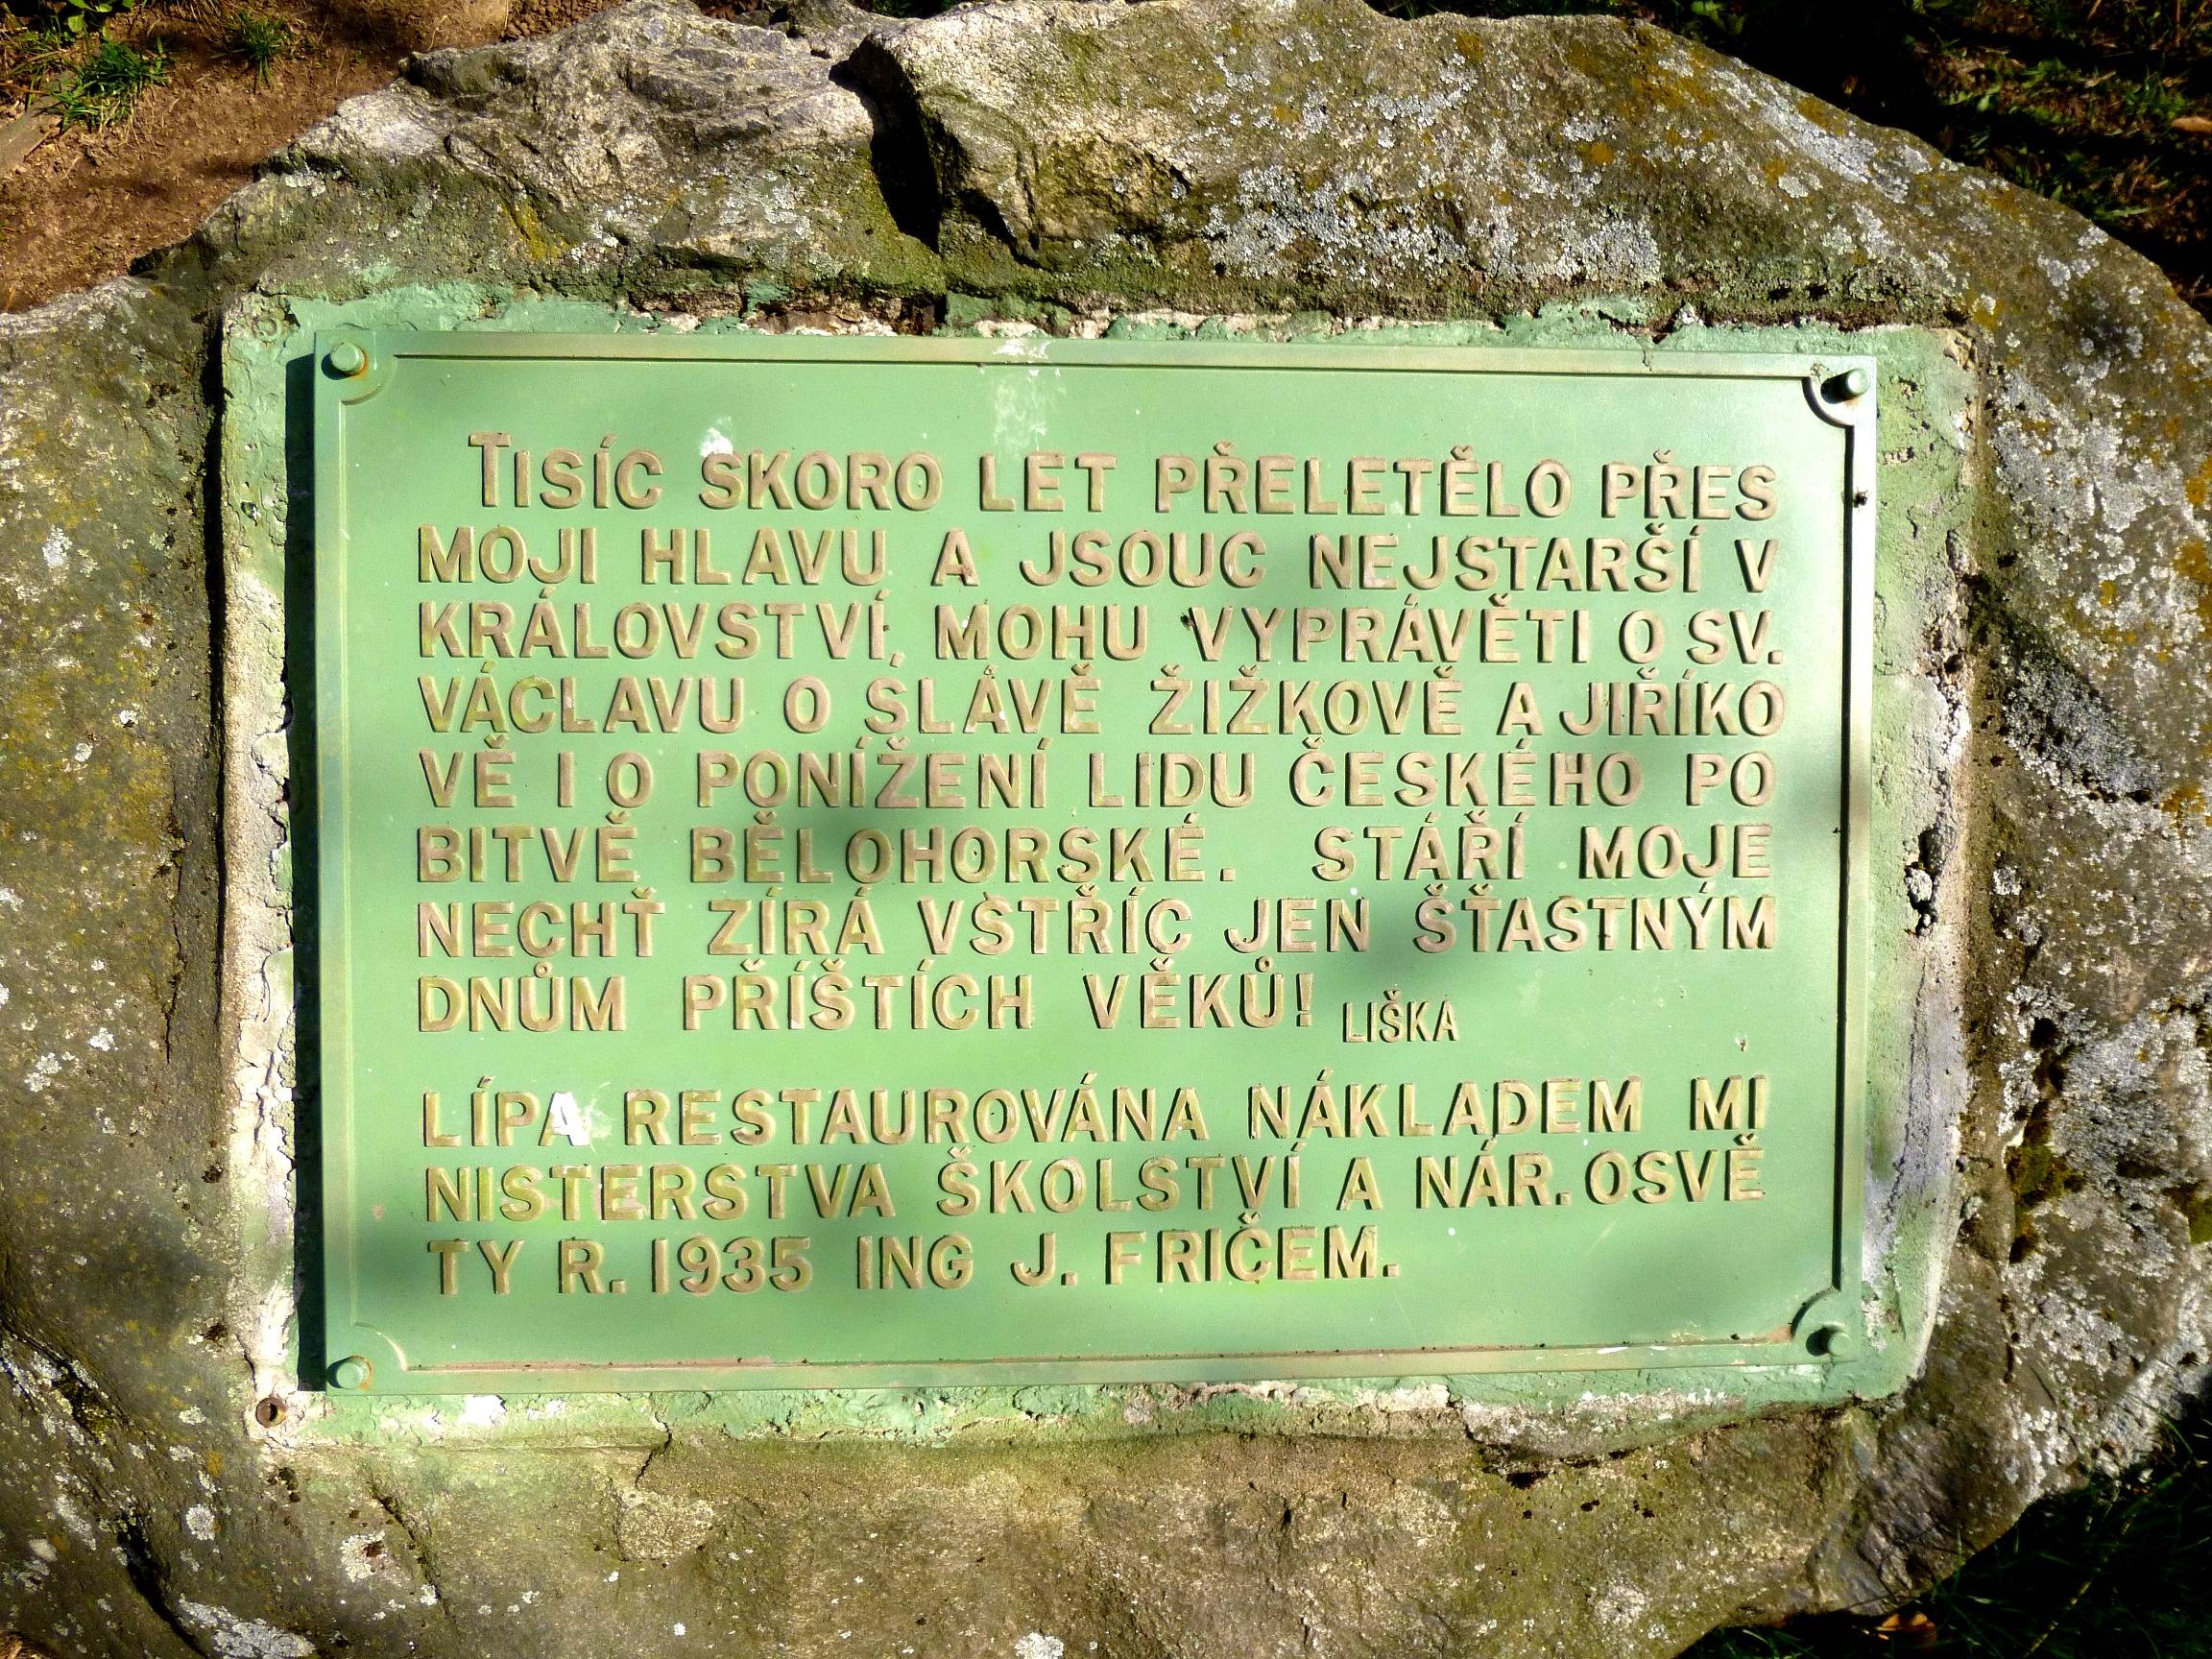 TISÍC SKORO LET PŘELETĚLO PŘES
MOJI HLAVU A JSOUC NEJSTARŠÍ V
KRÁLOVSTVÍ, MOHU VYPRÁVĚTI O SV.
VÁCLAVU O SLÁVĚ ŽIŽKOVĚ A JIŘÍKO
VĚ I O PONÍŽENÍ LIDU ČESKÉHO PO
BITVĚ BĚLOHORSKÉ. STÁŘÍ MOJE
NECHŤ ZÍRÁ VSTŘÍC JEN ŠŤASTNÝM
DNŮM PŘÍŠTÍCH VĚKŮ! LIŠKA
LÍPA RESTAUROVÁNA NÁKLADEM MI
NISTERSTVA ŠKOLSTVÍ A NÁR. OSVĚ
TY R. 1935 ING J. FRIČEM.